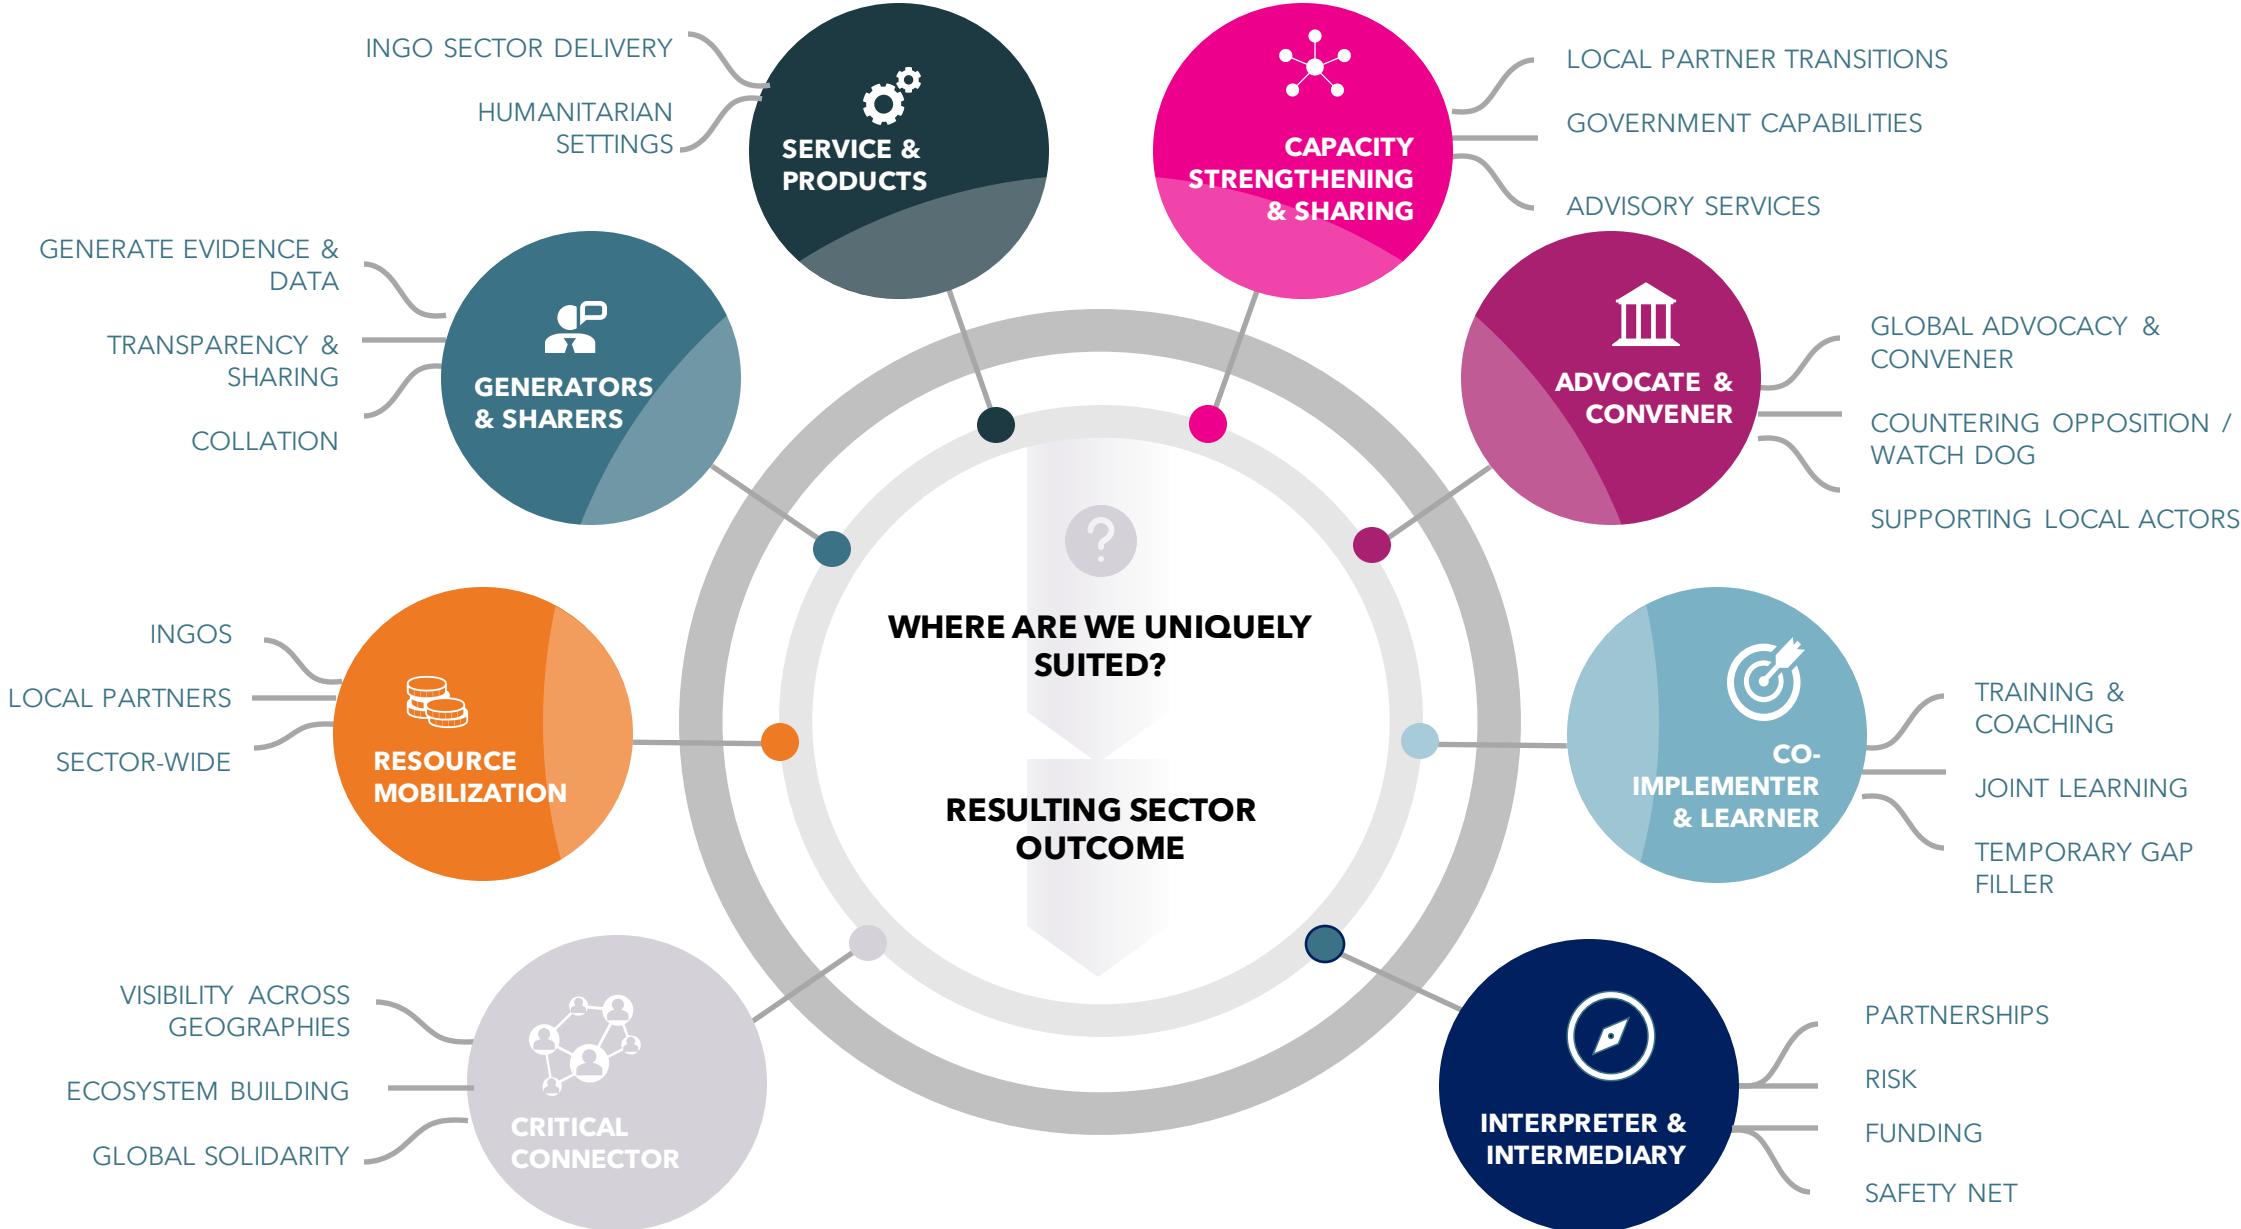 INGO SECTOR DELIVERY
HUMANITARIAN
SETTINGS
SERVICE &
PRODUCTS
CAPACITY
STRENGTHENING
& SHARING
LOCAL PARTNER TRANSITIONS
GOVERNMENT CAPABILITIES
ADVISORY SERVICES
GENERATE EVIDENCE &
DATA
TRANSPARENCY &
SHARING
COLLATION
GENERATORS
& SHARERS
ADVOCATE &
CONVENER
GLOBAL ADVOCACY &
CONVENER
COUNTERING OPPOSITION /
WATCH DOG
SUPPORTING LOCAL ACTORS
?
WHERE ARE WE UNIQUELY
SUITED?
RESULTING SECTOR
OUTCOME
INGOS
LOCAL PARTNERS
SECTOR-WIDE
RESOURCE
MOBILIZATION
CO-
IMPLEMENTER
& LEARNER
TRAINING &
COACHING
JOINT LEARNING
TEMPORARY GAP
FILLER
VISIBILITY ACROSS
GEOGRAPHIES
ECOSYSTEM BUILDING
GLOBAL SOLIDARITY
CRITICAL
CONNECTOR
INTERPRETER &
INTERMEDIARY
PARTNERSHIPS
RISK
FUNDING
SAFETY NET